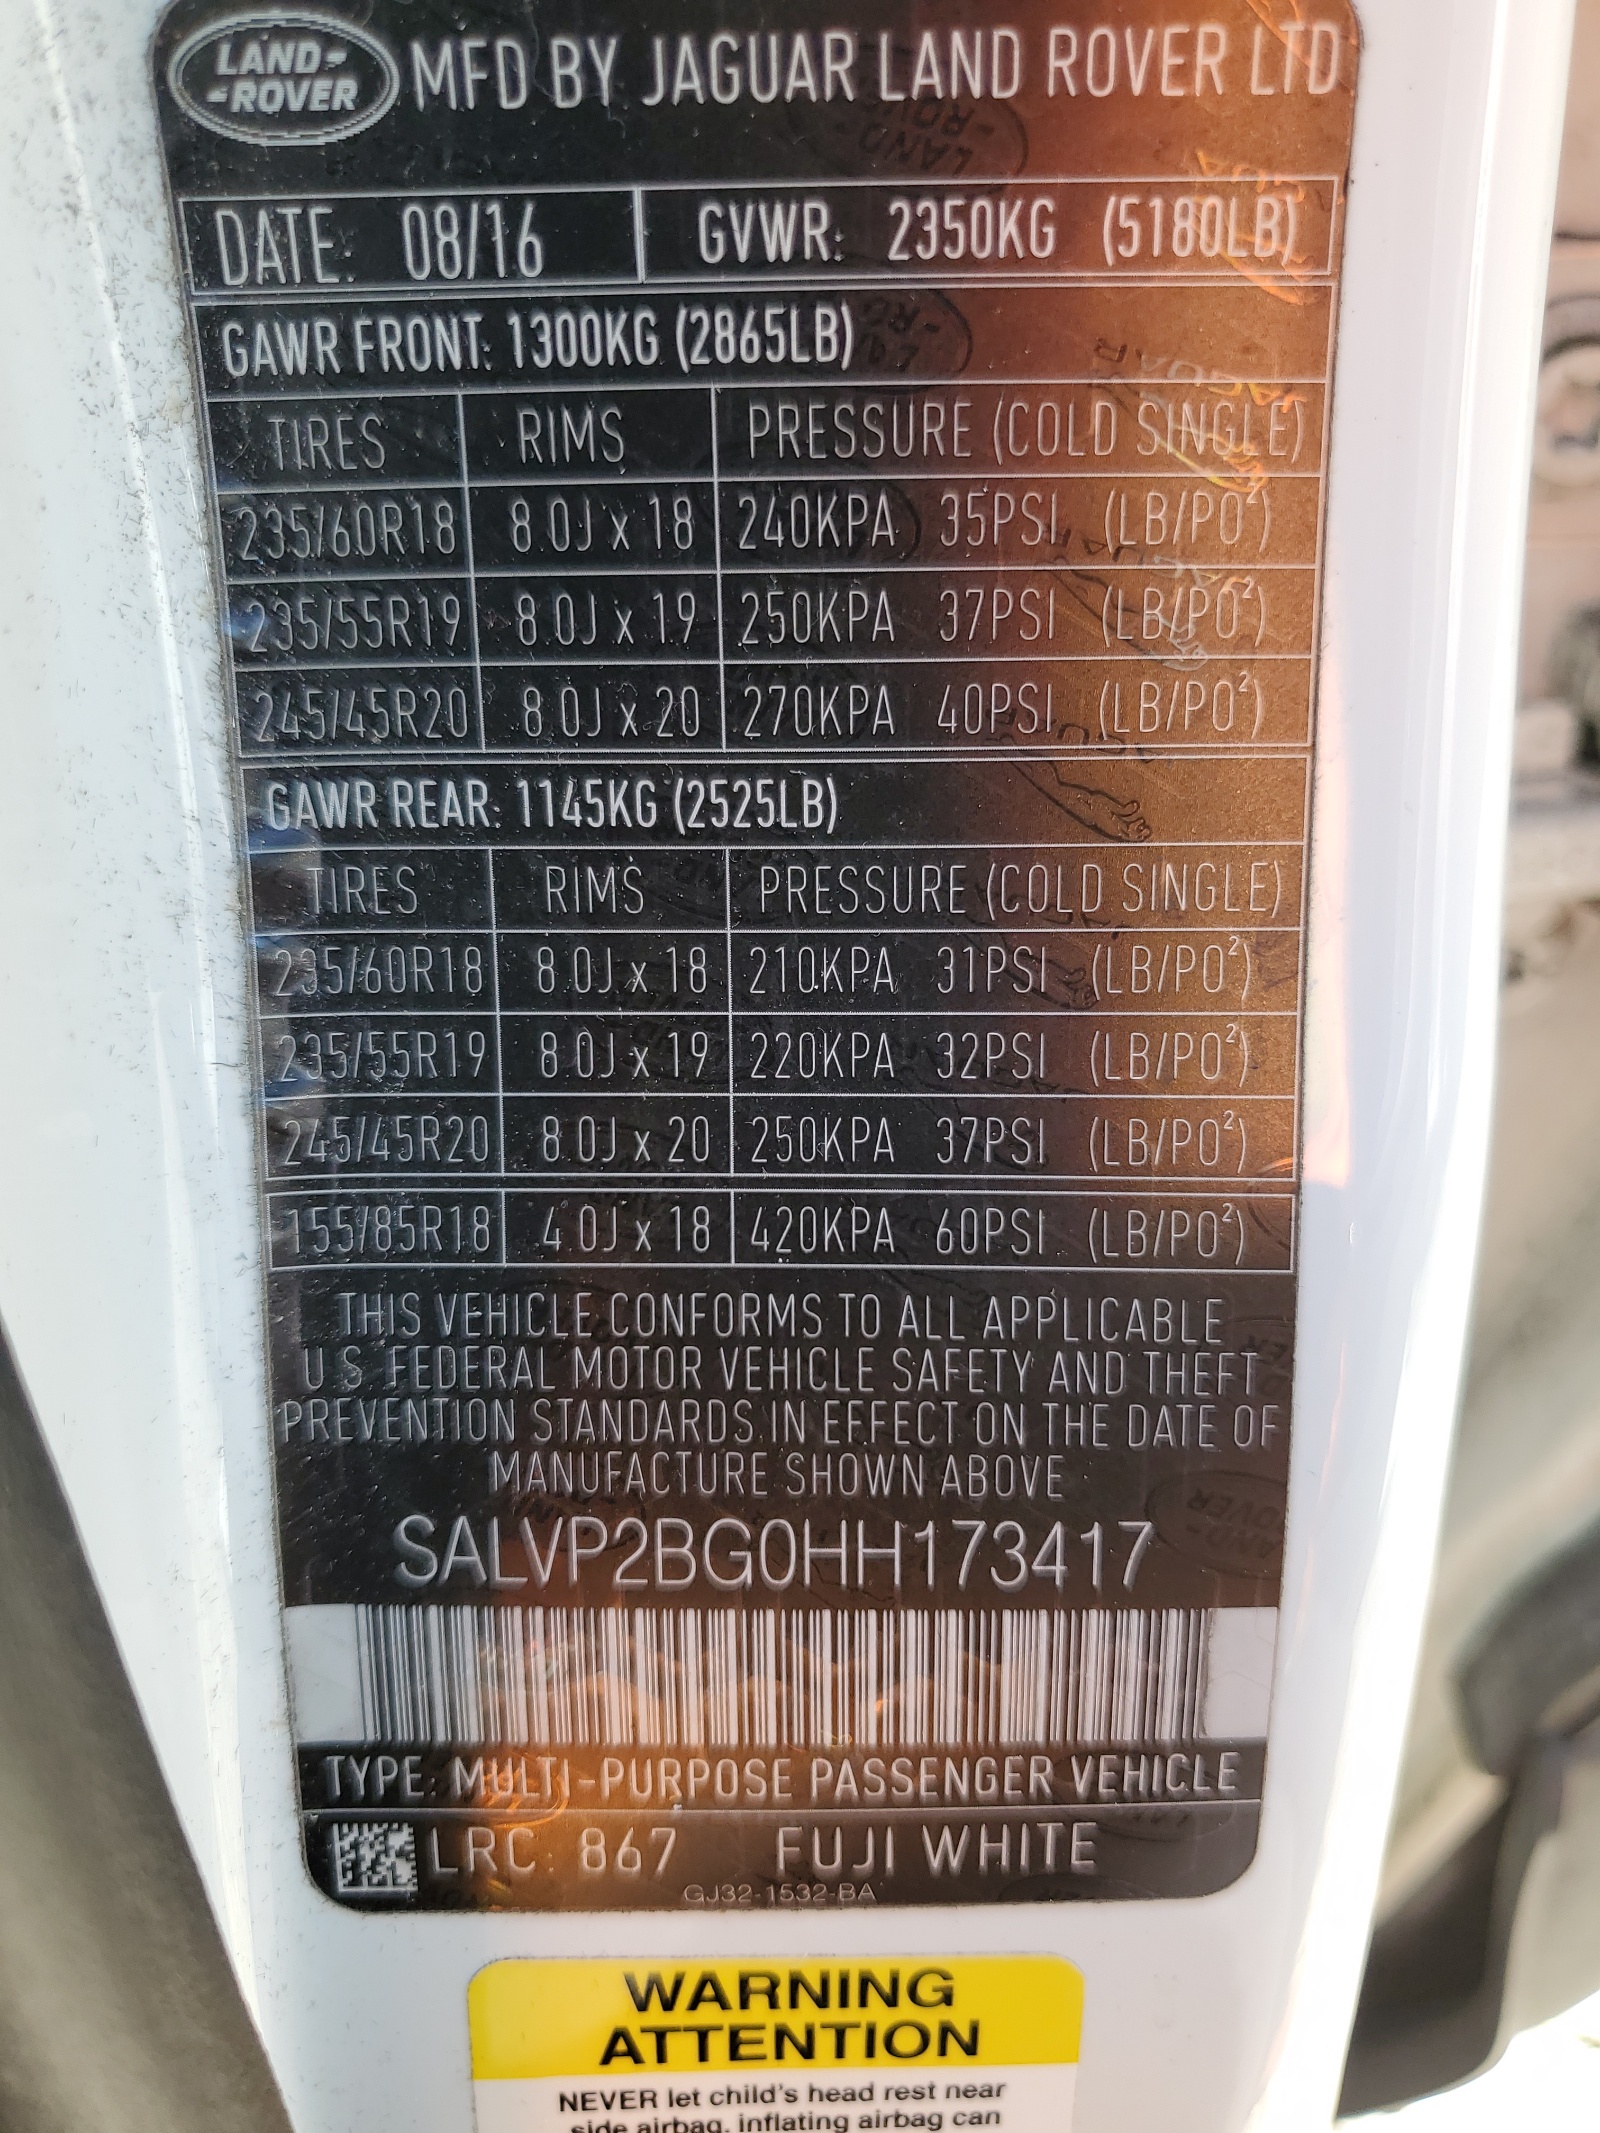 LAND-
-ROVER
MFD BY JAGUAR LAND ROVER LTD
DATE: 08/16 GVWR: 2350KG (5180LB)
GAWR FRONT: 1300KG (2865LB)
TIRES RIMS PRESSURE (COLD SINGLE)
235/60R18 8.0J x 18 240KPA 35PSI (LB/PO²)
235/55R19 8.0J x 19 250KPA 37PSI (LB/PO²)
245/45R20 8.0J x 20 270KPA 40PSI (LB/PO²)
GAWR REAR: 1145KG (2525LB)
TIRES RIMS PRESSURE (COLD SINGLE)
235/60R18 8.0J x 18 210KPA 31PSI (LB/PO²)
235/55R19 8.0J x 19 220KPA 32PSI (LB/PO²)
245/45R20 8.0J x 20 250KPA 37PSI (LB/PO²)
155/85R18 4.0J x 18 420KPA 60PSI (LB/PO²)
THIS VEHICLE CONFORMS TO ALL APPLICABLE
U.S. FEDERAL MOTOR VEHICLE SAFETY AND THEFT
PREVENTION STANDARDS IN EFFECT ON THE DATE OF
MANUFACTURE SHOWN ABOVE
SALVP2BG0HH173417
TYPE: MULTI-PURPOSE PASSENGER VEHICLE
LRC: 867 FUJI WHITE
GJ32-1532-BA
WARNING
ATTENTION
NEVER let child's head rest near
side airbag, inflating airbag can